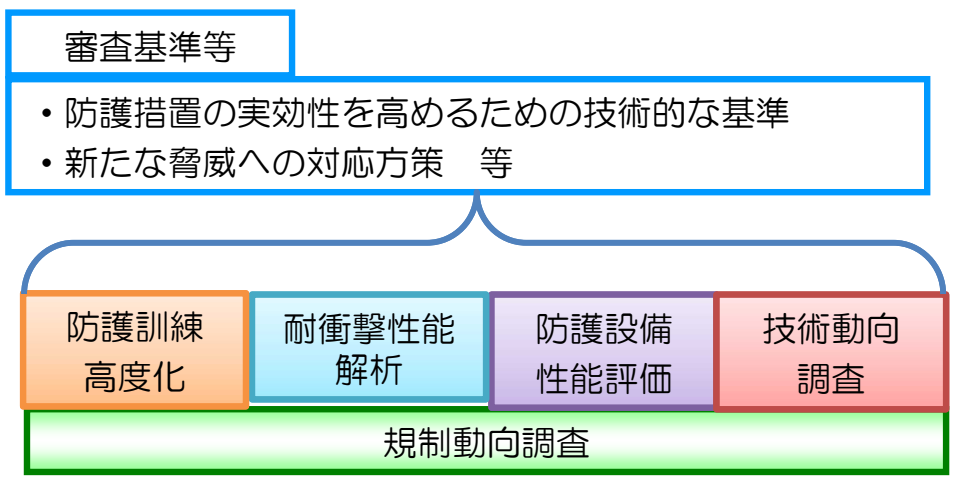 審査基準等
・防護措置の実効性を高めるための技術的な基準
・新たな脅威への対応方策　等
防護訓練
高度化
耐衝撃性能
解析
防護設備
性能評価
技術動向
調査
規制動向調査